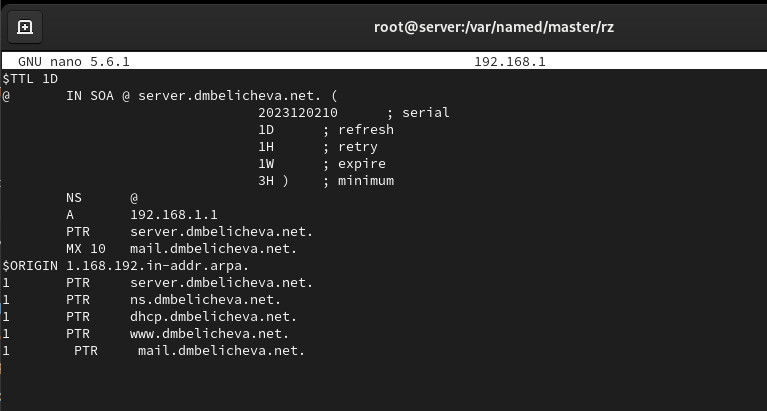 root@server:/var/named/master/rz
GNU nano 5.6.1 192.168.1
$TTL 1D
@ IN SOA @ server.dmbelicheva.net. (
2023120210 ; serial
1D ; refresh
1H ; retry
1W ; expire
3H ) ; minimum
NS @
A 192.168.1.1
PTR server.dmbelicheva.net.
MX 10 mail.dmbelicheva.net.
$ORIGIN 1.168.192.in-addr.arpa.
1 PTR server.dmbelicheva.net.
1 PTR ns.dmbelicheva.net.
1 PTR dhcp.dmbelicheva.net.
1 PTR www.dmbelicheva.net.
1 PTR mail.dmbelicheva.net.